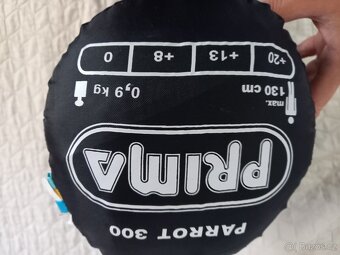 PARROT 300
PRIMA
max.
130 cm
0,9 kg
+20 +13 +8 0